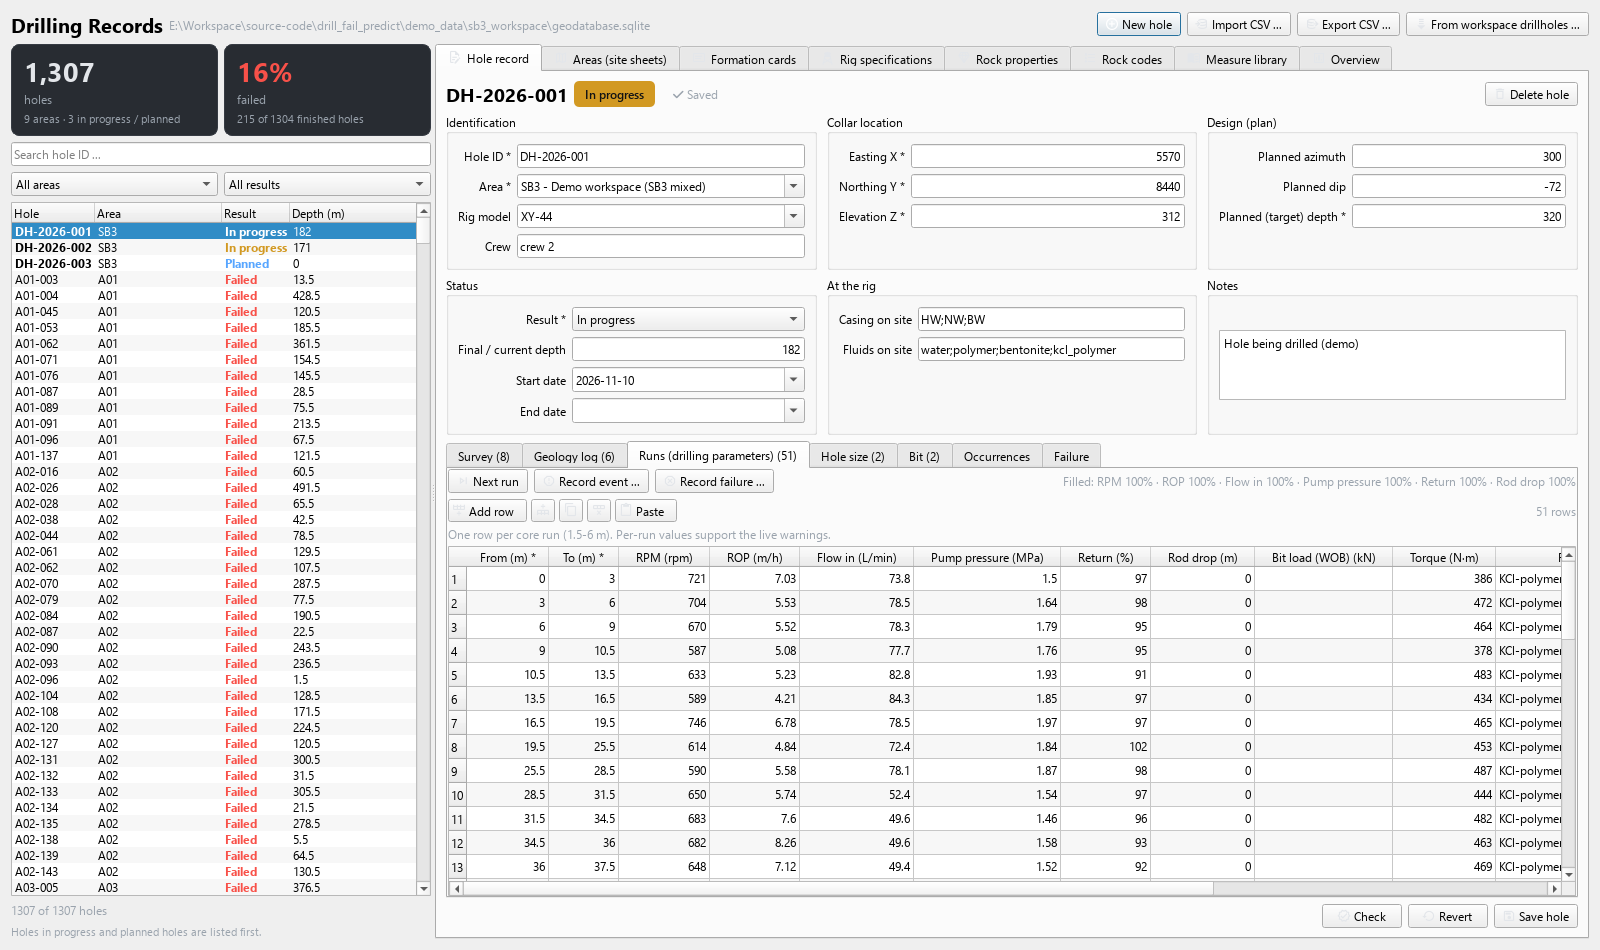 Drilling Records E:\Workspace\source-code\drill_fail_predict\demo_data\sb3_workspace\geodatabase.sqlite
New hole Import CSV ... Export CSV ... From workspace drillholes ...
1,307
holes
9 areas · 3 in progress / planned
16%
failed
215 of 1304 finished holes
Search hole ID ...
All areas All results
Hole Area Result Depth (m)
DH-2026-001 SB3 In progress 182
DH-2026-002 SB3 In progress 171
DH-2026-003 SB3 Planned 0
A01-003 A01 Failed 13.5
A01-004 A01 Failed 428.5
A01-045 A01 Failed 120.5
A01-053 A01 Failed 185.5
A01-062 A01 Failed 361.5
A01-071 A01 Failed 154.5
A01-076 A01 Failed 145.5
A01-087 A01 Failed 28.5
A01-089 A01 Failed 75.5
A01-091 A01 Failed 213.5
A01-096 A01 Failed 67.5
A01-137 A01 Failed 121.5
A02-016 A02 Failed 60.5
A02-026 A02 Failed 491.5
A02-028 A02 Failed 65.5
A02-038 A02 Failed 42.5
A02-044 A02 Failed 78.5
A02-061 A02 Failed 129.5
A02-062 A02 Failed 107.5
A02-070 A02 Failed 287.5
A02-079 A02 Failed 77.5
A02-084 A02 Failed 190.5
A02-087 A02 Failed 22.5
A02-090 A02 Failed 243.5
A02-093 A02 Failed 236.5
A02-096 A02 Failed 1.5
A02-104 A02 Failed 128.5
A02-108 A02 Failed 171.5
A02-120 A02 Failed 224.5
A02-127 A02 Failed 120.5
A02-131 A02 Failed 300.5
A02-132 A02 Failed 31.5
A02-133 A02 Failed 305.5
A02-134 A02 Failed 21.5
A02-135 A02 Failed 278.5
A02-138 A02 Failed 5.5
A02-139 A02 Failed 64.5
A02-143 A02 Failed 130.5
A03-005 A03 Failed 376.5
1307 of 1307 holes
Holes in progress and planned holes are listed first.
Hole record Areas (site sheets) Formation cards Rig specifications Rock properties Rock codes Measure library Overview
DH-2026-001 In progress Saved Delete hole
Identification
Hole ID * DH-2026-001
Area * SB3 - Demo workspace (SB3 mixed)
Rig model XY-44
Crew crew 2
Collar location
Easting X * 5570
Northing Y * 8440
Elevation Z * 312
Design (plan)
Planned azimuth 300
Planned dip -72
Planned (target) depth * 320
Status
Result * In progress
Final / current depth 182
Start date 2026-11-10
End date
At the rig
Casing on site HW;NW;BW
Fluids on site water;polymer;bentonite;kcl_polymer
Notes
Hole being drilled (demo)
Survey (8) Geology log (6) Runs (drilling parameters) (51) Hole size (2) Bit (2) Occurrences Failure
Next run Record event ... Record failure ... Filled: RPM 100% · ROP 100% · Flow in 100% · Pump pressure 100% · Return 100% · Rod drop 100%
Add row Paste 51 rows
One row per core run (1.5-6 m). Per-run values support the live warnings.
From (m) * To (m) * RPM (rpm) ROP (m/h) Flow in (L/min) Pump pressure (MPa) Return (%) Rod drop (m) Bit load (WOB) (kN) Torque (N·m)
1 0 3 721 7.03 73.8 1.5 97 0 386 KCl-polymer
2 3 6 704 5.53 78.5 1.64 98 0 472 KCl-polymer
3 6 9 670 5.52 78.3 1.79 95 0 464 KCl-polymer
4 9 10.5 587 5.08 77.7 1.76 95 0 378 KCl-polymer
5 10.5 13.5 633 5.23 82.8 1.93 91 0 483 KCl-polymer
6 13.5 16.5 589 4.21 84.3 1.85 97 0 434 KCl-polymer
7 16.5 19.5 746 6.78 78.5 1.97 97 0 465 KCl-polymer
8 19.5 25.5 614 4.84 72.4 1.84 102 0 453 KCl-polymer
9 25.5 28.5 590 5.58 78.1 1.87 98 0 487 KCl-polymer
10 28.5 31.5 650 5.74 52.4 1.54 97 0 444 KCl-polymer
11 31.5 34.5 683 7.6 49.6 1.46 96 0 482 KCl-polymer
12 34.5 36 682 8.26 49.6 1.58 93 0 463 KCl-polymer
13 36 37.5 648 7.12 49.4 1.52 92 0 469 KCl-polymer
Check Revert Save hole